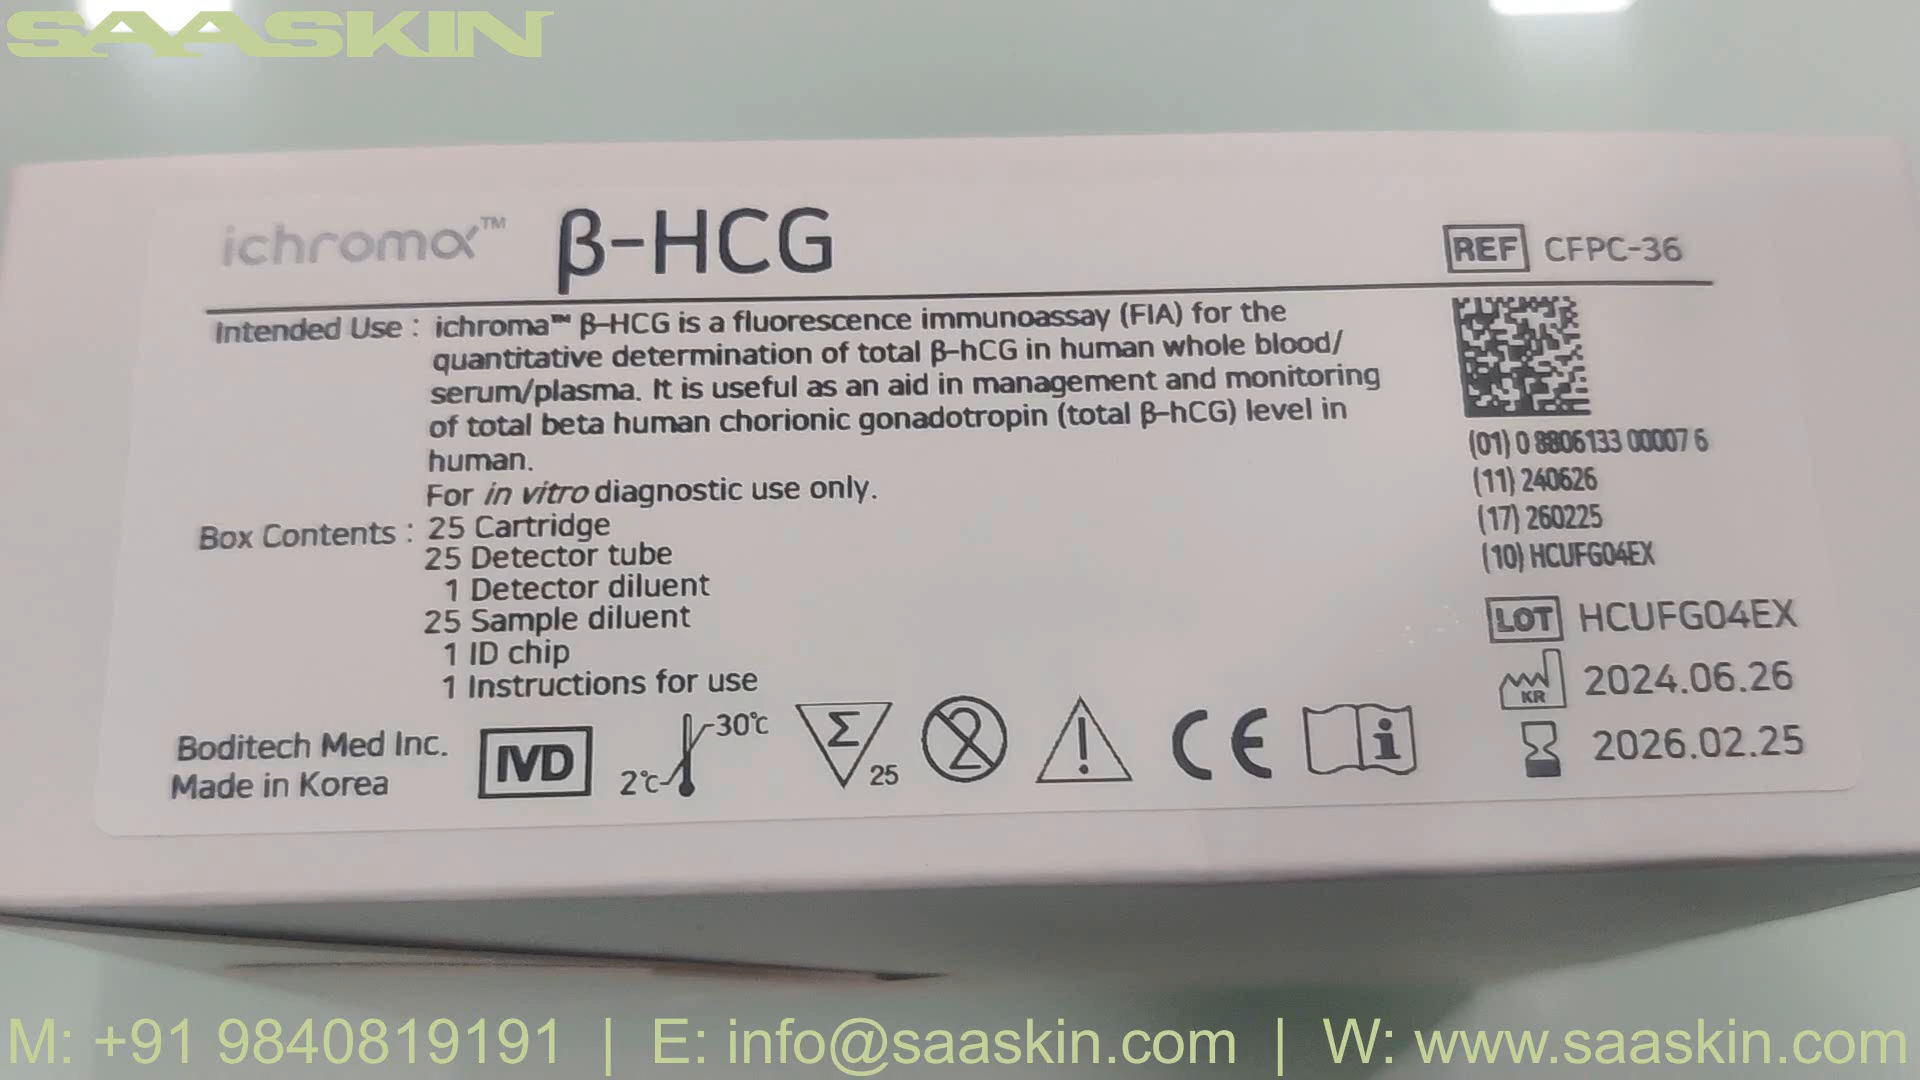 SAASKIN
ichroma™ β-HCG
REF CFPC-36
Intended Use : ichroma™ β-HCG is a fluorescence immunoassay (FIA) for the
quantitative determination of total β-hCG in human whole blood/
serum/plasma. It is useful as an aid in management and monitoring
of total beta human chorionic gonadotropin (total β-hCG) level in
human.
For in vitro diagnostic use only.
Box Contents : 25 Cartridge
25 Detector tube
1 Detector diluent
25 Sample diluent
1 ID chip
1 Instructions for use
(01) 0 8806133 00007 6
(11) 240626
(17) 260225
(10) HCUFG04EX
LOT HCUFG04EX
KR 2024.06.26
2026.02.25
Boditech Med Inc.
Made in Korea
IVD
2°C 30°C
Σ 25
2
!
CE
i
M: +91 9840819191 | E: info@saaskin.com | W: www.saaskin.com